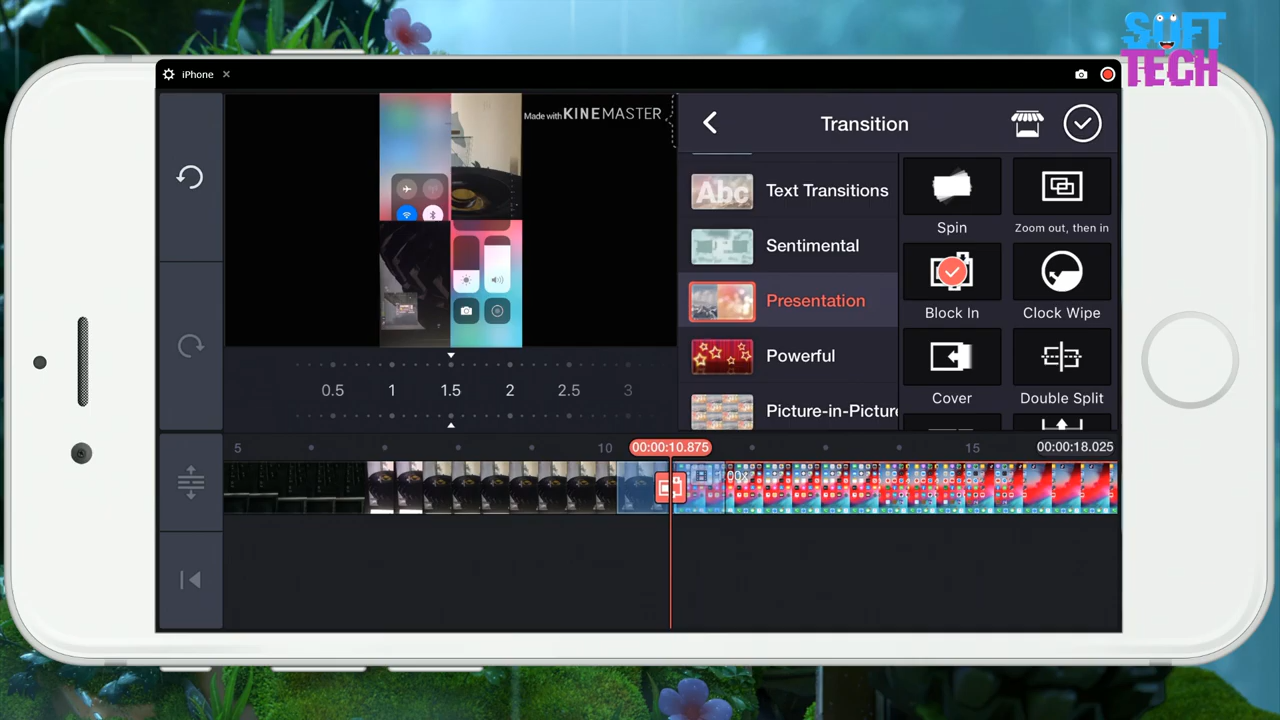 SOFT
TECH
iPhone
Made with KINEMASTER
Transition
Abc
Text Transitions
Sentimental
Presentation
Powerful
Picture-in-Picture
Spin
Zoom out, then in
Block In
Clock Wipe
Cover
Double Split
0.5 1 1.5 2 2.5 3
5 10 00:00:10.875 15 00:00:18.025